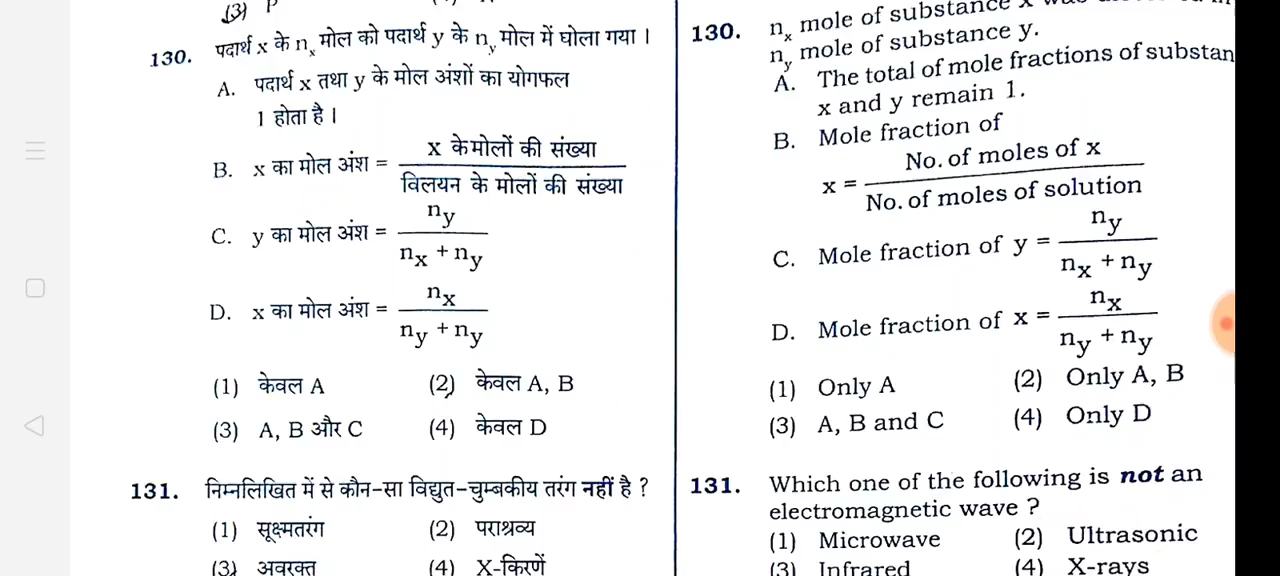 (3) P
130. पदार्थ x के nx मोल को पदार्थ y के ny मोल में घोला गया ।
A. पदार्थ x तथा y के मोल अंशों का योगफल
1 होता है ।
B. x का मोल अंश = x के मोलों की संख्या / विलयन के मोलों की संख्या
C. y का मोल अंश = ny / nx + ny
D. x का मोल अंश = nx / ny + ny
(1) केवल A (2) केवल A, B
(3) A, B और C (4) केवल D
131. निम्नलिखित में से कौन-सा विद्युत-चुम्बकीय तरंग नहीं है ?
(1) सूक्ष्मतरंग (2) पराश्रव्य
(3) अवरक्त (4) X-किरणें
130. nx mole of substance x
ny mole of substance y.
A. The total of mole fractions of substan
x and y remain 1.
B. Mole fraction of
x = No. of moles of x / No. of moles of solution
C. Mole fraction of y = ny / nx + ny
D. Mole fraction of x = nx / ny + ny
(1) Only A (2) Only A, B
(3) A, B and C (4) Only D
131. Which one of the following is not an
electromagnetic wave ?
(1) Microwave (2) Ultrasonic
(3) Infrared (4) X-rays